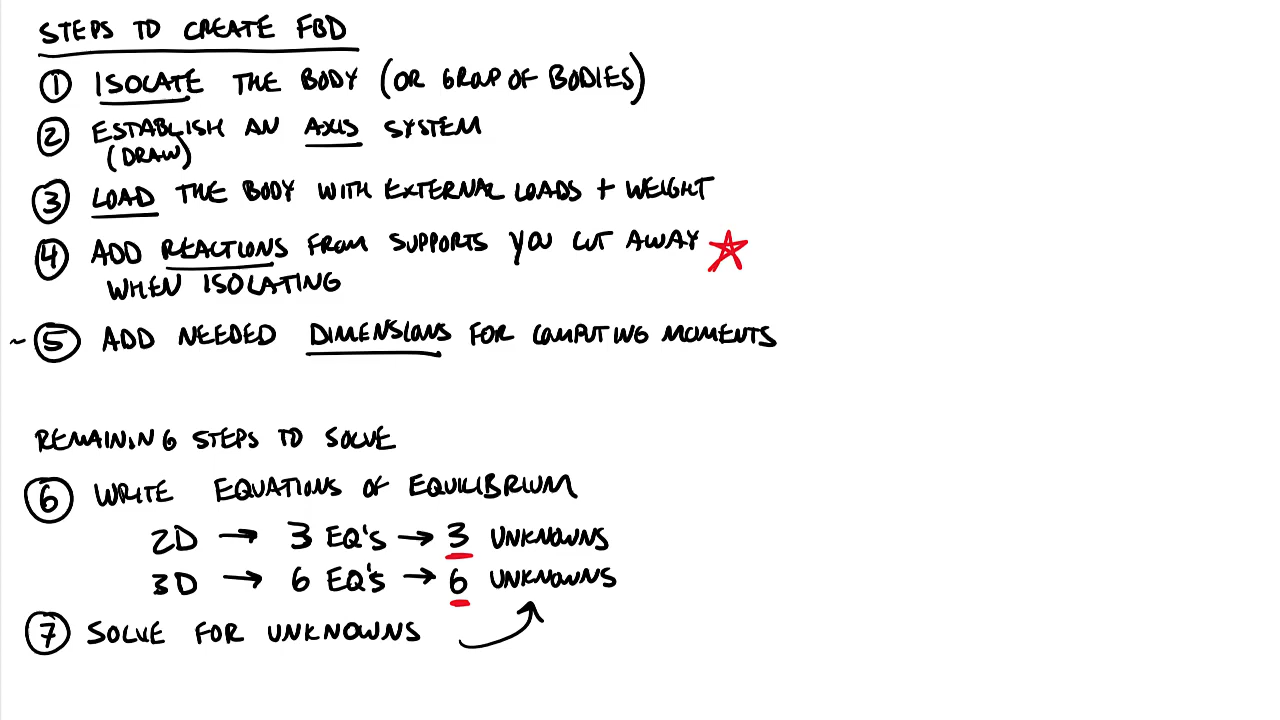 STEPS TO CREATE FBD
① ISOLATE THE BODY (OR GROUP OF BODIES)
② ESTABLISH AN AXIS SYSTEM
(DRAW)
③ LOAD THE BODY WITH EXTERNAL LOADS + WEIGHT
④ ADD REACTIONS FROM SUPPORTS YOU CUT AWAY
WHEN ISOLATING
~⑤ ADD NEEDED DIMENSIONS FOR COMPUTING MOMENTS
REMAINING STEPS TO SOLVE
⑥ WRITE EQUATIONS OF EQUILIBRIUM
2D → 3 EQ'S → 3 UNKNOWNS
3D → 6 EQ'S → 6 UNKNOWNS
⑦ SOLVE FOR UNKNOWNS